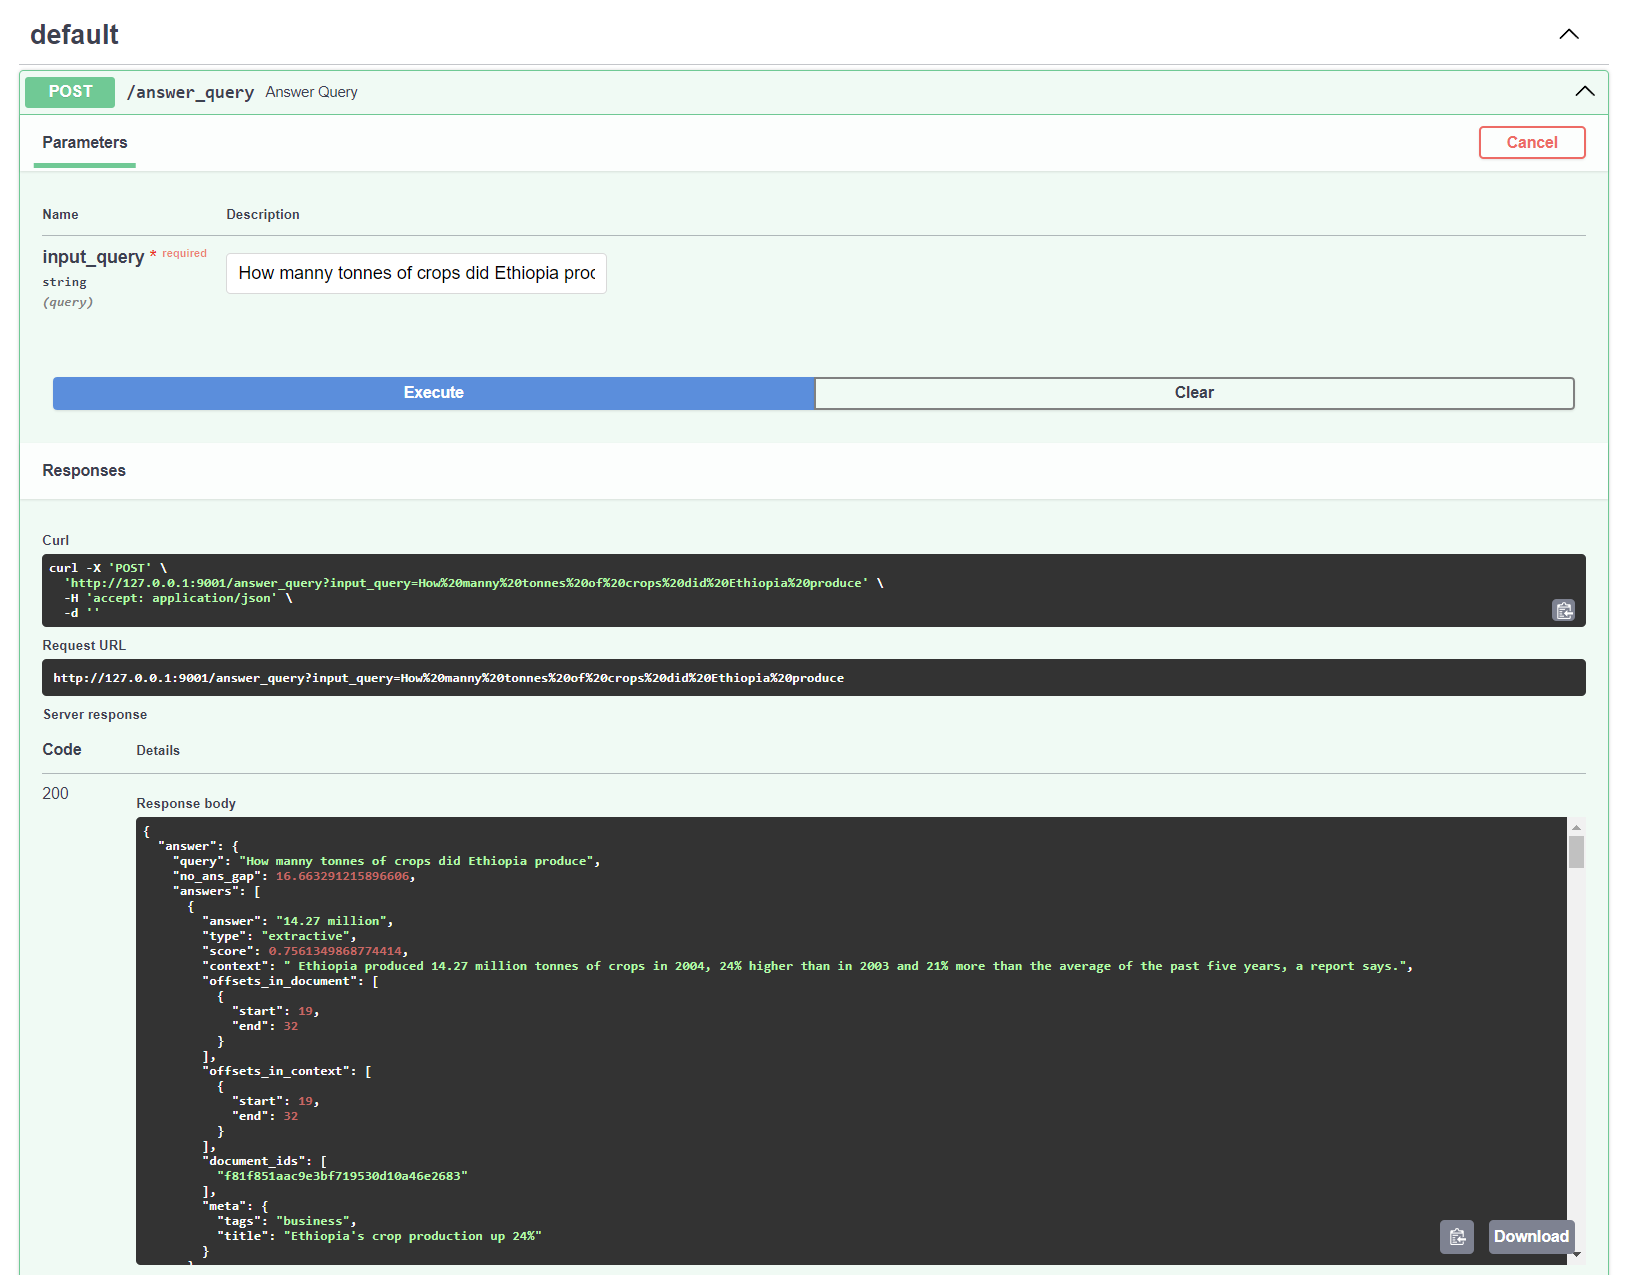 default
POST /answer_query Answer Query
Parameters
Cancel
Name Description
input_query * required
string
(query)
How manny tonnes of crops did Ethiopia proc
Execute Clear
Responses
Curl
curl -X 'POST' \
  'http://127.0.0.1:9001/answer_query?input_query=How%20manny%20tonnes%20of%20crops%20did%20Ethiopia%20produce' \
  -H 'accept: application/json' \
  -d ''
Request URL
http://127.0.0.1:9001/answer_query?input_query=How%20manny%20tonnes%20of%20crops%20did%20Ethiopia%20produce
Server response
Code Details
200
Response body
{
  "answer": {
    "query": "How manny tonnes of crops did Ethiopia produce",
    "no_ans_gap": 16.663291215896606,
    "answers": [
      {
        "answer": "14.27 million",
        "type": "extractive",
        "score": 0.7561349868774414,
        "context": " Ethiopia produced 14.27 million tonnes of crops in 2004, 24% higher than in 2003 and 21% more than the average of the past five years, a report says.",
        "offsets_in_document": [
          {
            "start": 19,
            "end": 32
          }
        ],
        "offsets_in_context": [
          {
            "start": 19,
            "end": 32
          }
        ],
        "document_ids": [
          "f81f851aac9e3bf719530d10a46e2683"
        ],
        "meta": {
          "tags": "business",
          "title": "Ethiopia's crop production up 24%"
        }
Download